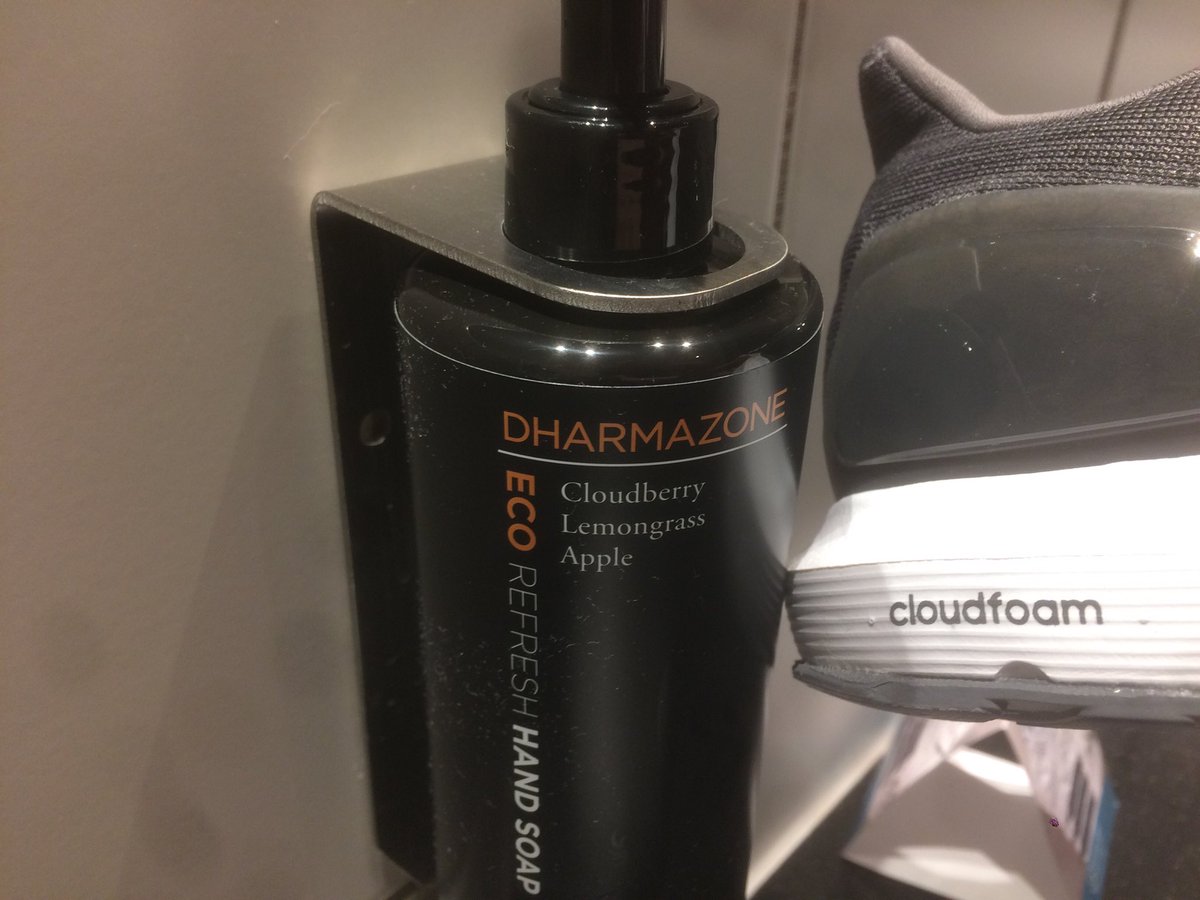 DHARMAZONE
ECO REFRESH HAND SOAP
Cloudberry
Lemongrass
Apple
cloudfoam